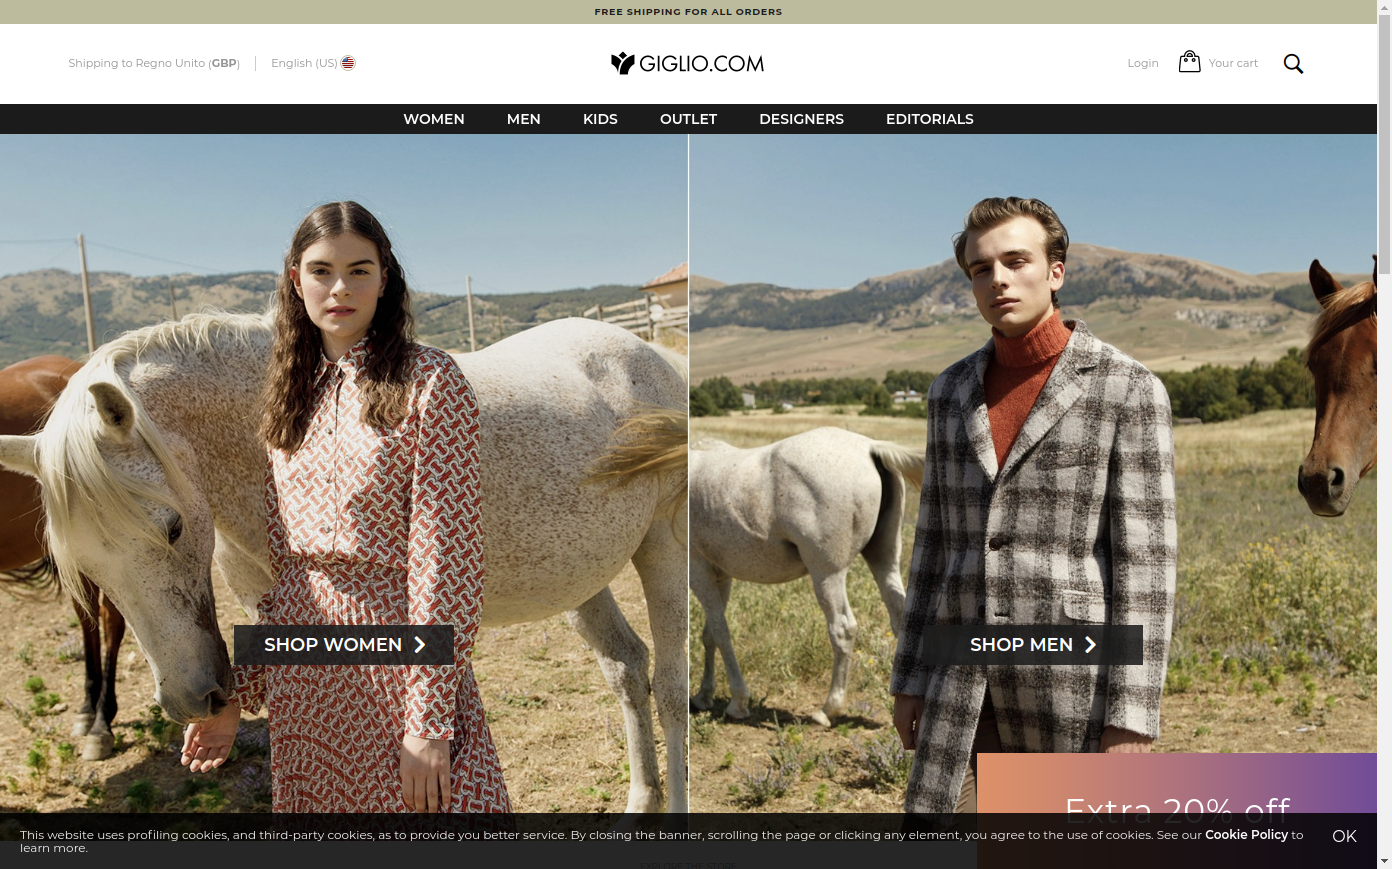 FREE SHIPPING FOR ALL ORDERS
Shipping to Regno Unito (GBP)
English (US)
GIGLIO.COM
Login
Your cart
WOMEN
MEN
KIDS
OUTLET
DESIGNERS
EDITORIALS
SHOP WOMEN
SHOP MEN
Extra 20% off
This website uses profiling cookies, and third-party cookies, as to provide you better service. By closing the banner, scrolling the page or clicking any element, you agree to the use of cookies. See our Cookie Policy to
learn more.
OK
EXPLORE THE STORE